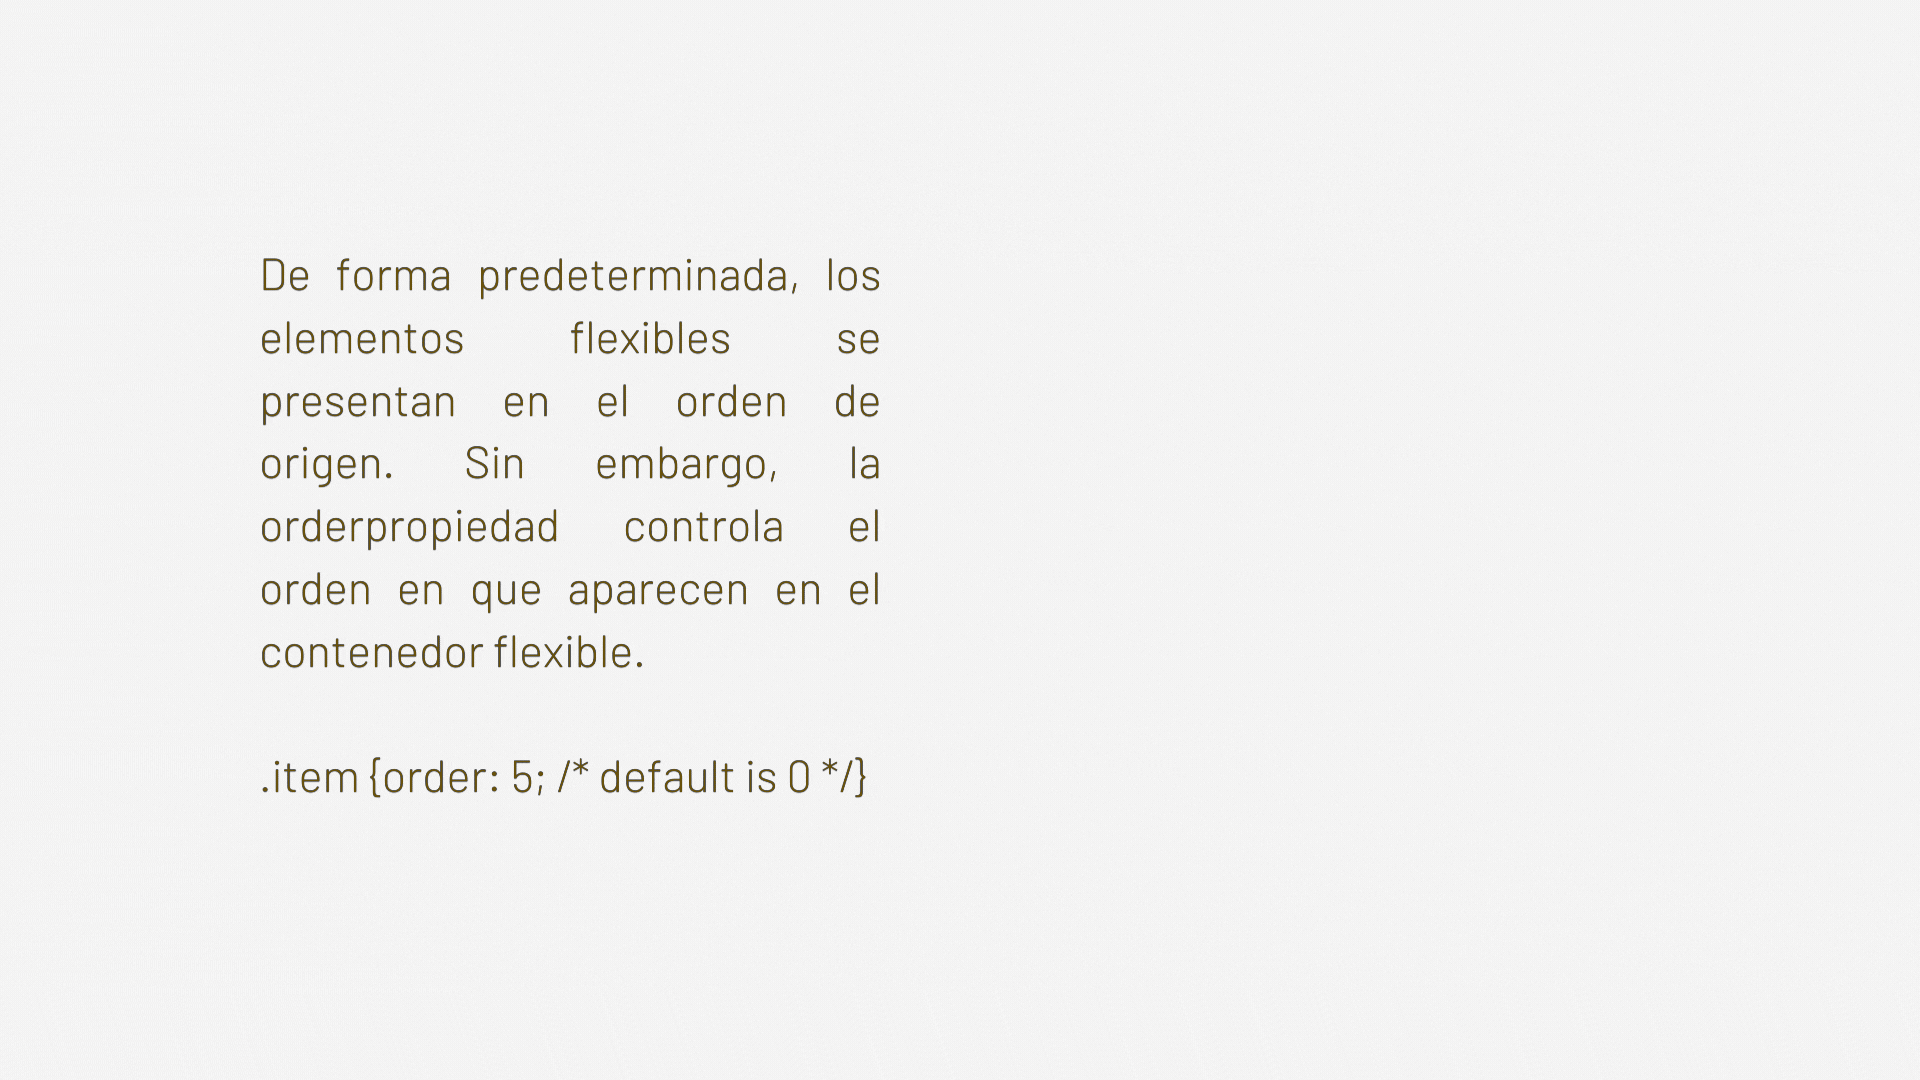 De forma predeterminada, los
elementos flexibles se
presentan en el orden de
origen. Sin embargo, la
orderpropiedad controla el
orden en que aparecen en el
contenedor flexible.
.item {order: 5; /* default is 0 */}